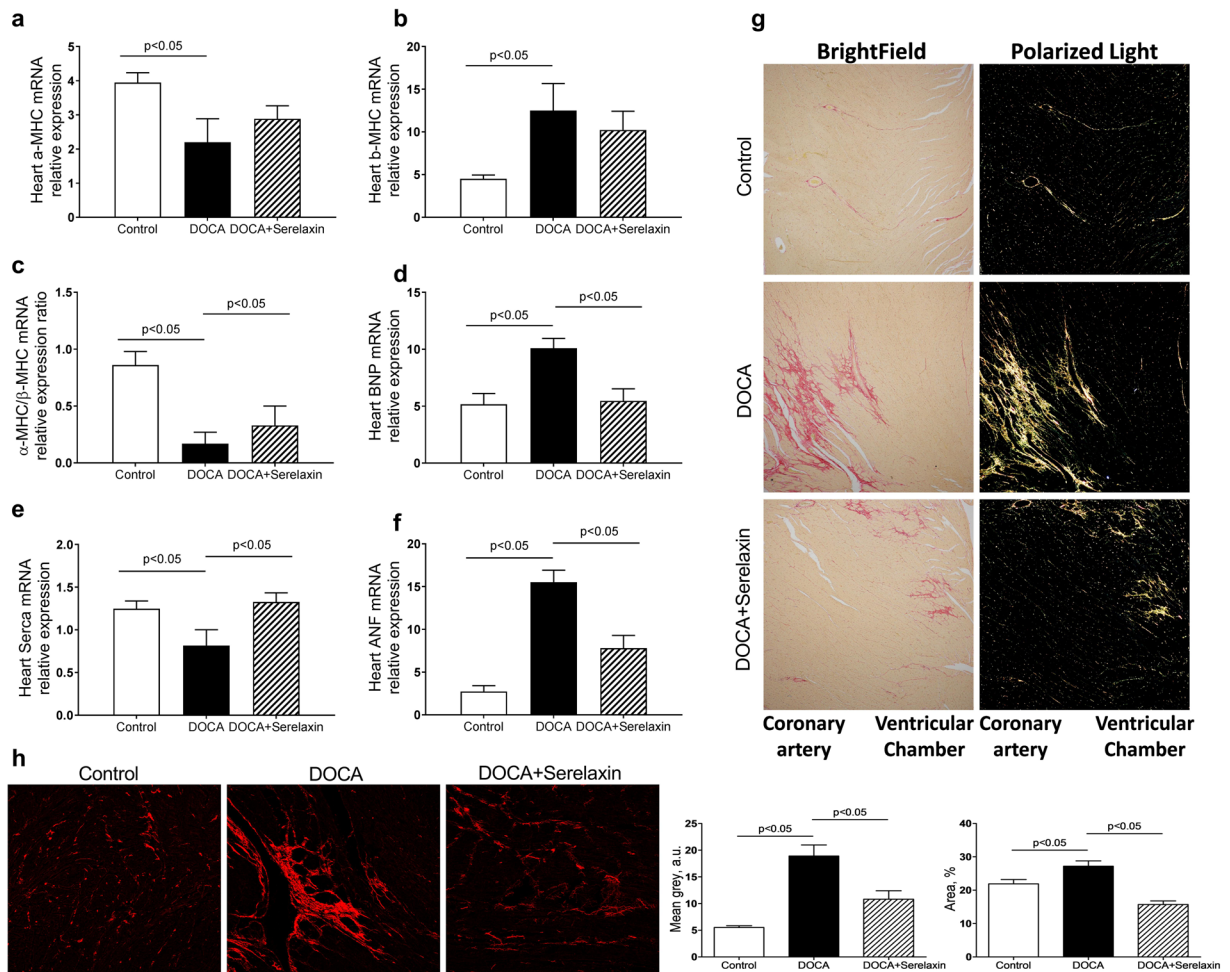 a
p<0.05
Heart a-MHC mRNA
relative expression
5
4
3
2
1
0
Control
DOCA
DOCA+Serelaxin
b
p<0.05
Heart b-MHC mRNA
relative expression
20
15
10
5
0
Control
DOCA
DOCA+Serelaxin
c
p<0.05
p<0.05
α-MHC/β-MHC mRNA
relative expression ratio
1.5
1.0
0.5
0.0
Control
DOCA
DOCA+Serelaxin
d
p<0.05
p<0.05
Heart BNP mRNA
relative expression
15
10
5
0
Control
DOCA
DOCA+Serelaxin
e
p<0.05
p<0.05
Heart Serca mRNA
relative expression
2.0
1.5
1.0
0.5
0.0
Control
DOCA
DOCA+Serelaxin
f
p<0.05
p<0.05
Heart ANF mRNA
relative expression
20
15
10
5
0
Control
DOCA
DOCA+Serelaxin
g
BrightField
Polarized Light
Control
DOCA
DOCA+Serelaxin
Coronary
artery
Ventricular
Chamber
Coronary
artery
Ventricular
Chamber
h
Control
DOCA
DOCA+Serelaxin
p<0.05
p<0.05
Mean grey, a.u.
25
20
15
10
5
0
Control
DOCA
DOCA+Serelaxin
p<0.05
p<0.05
Area, %
40
30
20
10
0
Control
DOCA
DOCA+Serelaxin